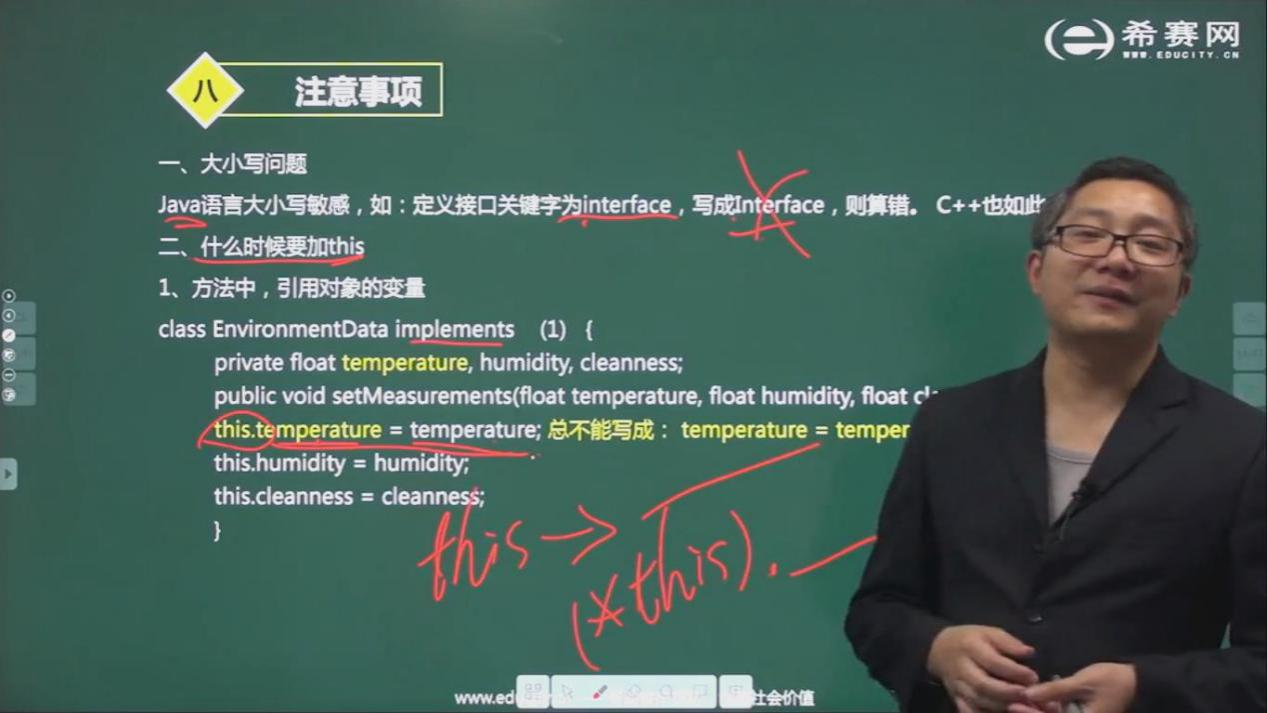 希赛网
WWW.EDUCITY.CN
八 注意事项
一、大小写问题
Java语言大小写敏感，如：定义接口关键字为interface，写成Interface，则算错。 C++也如此
二、什么时候要加this
1、方法中，引用对象的变量
class EnvironmentData implements (1) {
private float temperature, humidity, cleanness;
public void setMeasurements(float temperature, float humidity, float
this.temperature = temperature; 总不能写成： temperature =
this.humidity = humidity;
this.cleanness = cleanness;
}
this→
(*this).
社会价值